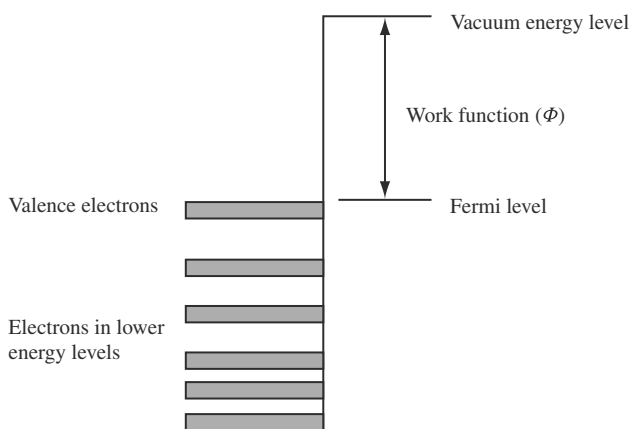 Vacuum energy level
Work function (Φ)
Valence electrons
Fermi level
Electrons in lower
energy levels